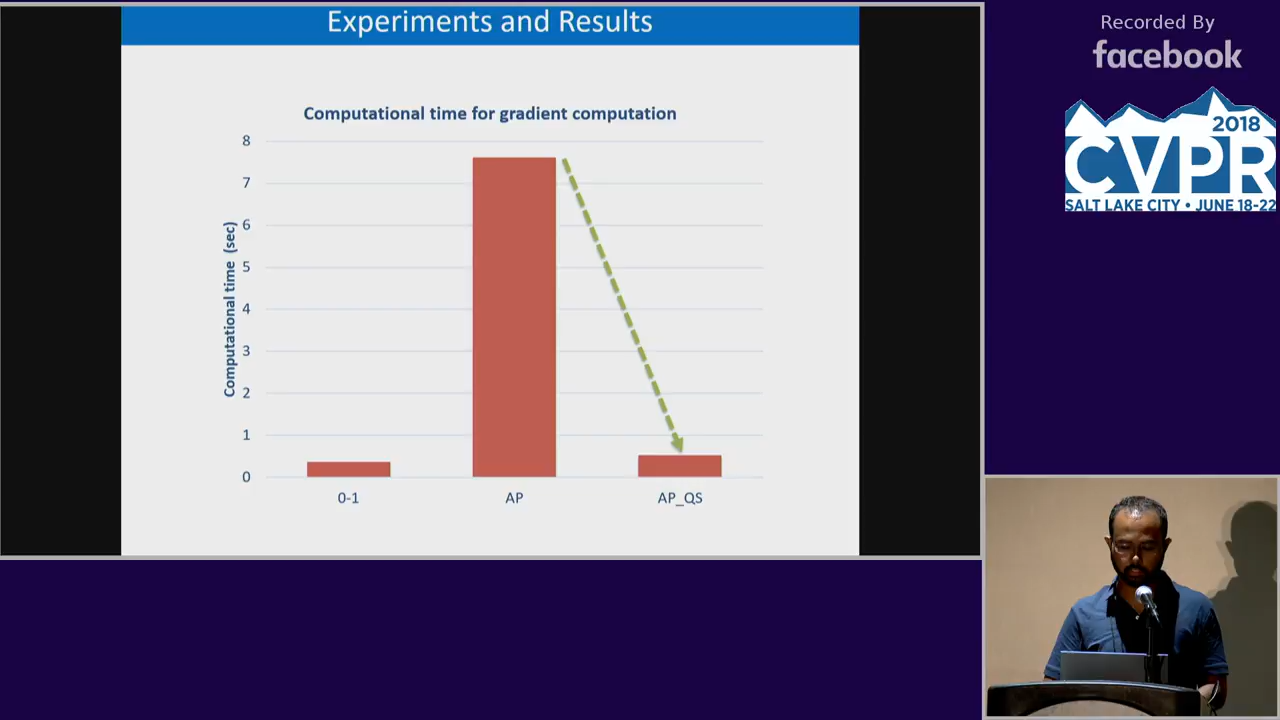 Experiments and Results
Computational time for gradient computation
Computational time (sec)
8
7
6
5
4
3
2
1
0
0-1
AP
AP_QS
Recorded By
facebook
2018
CVPR
SALT LAKE CITY • JUNE 18-22